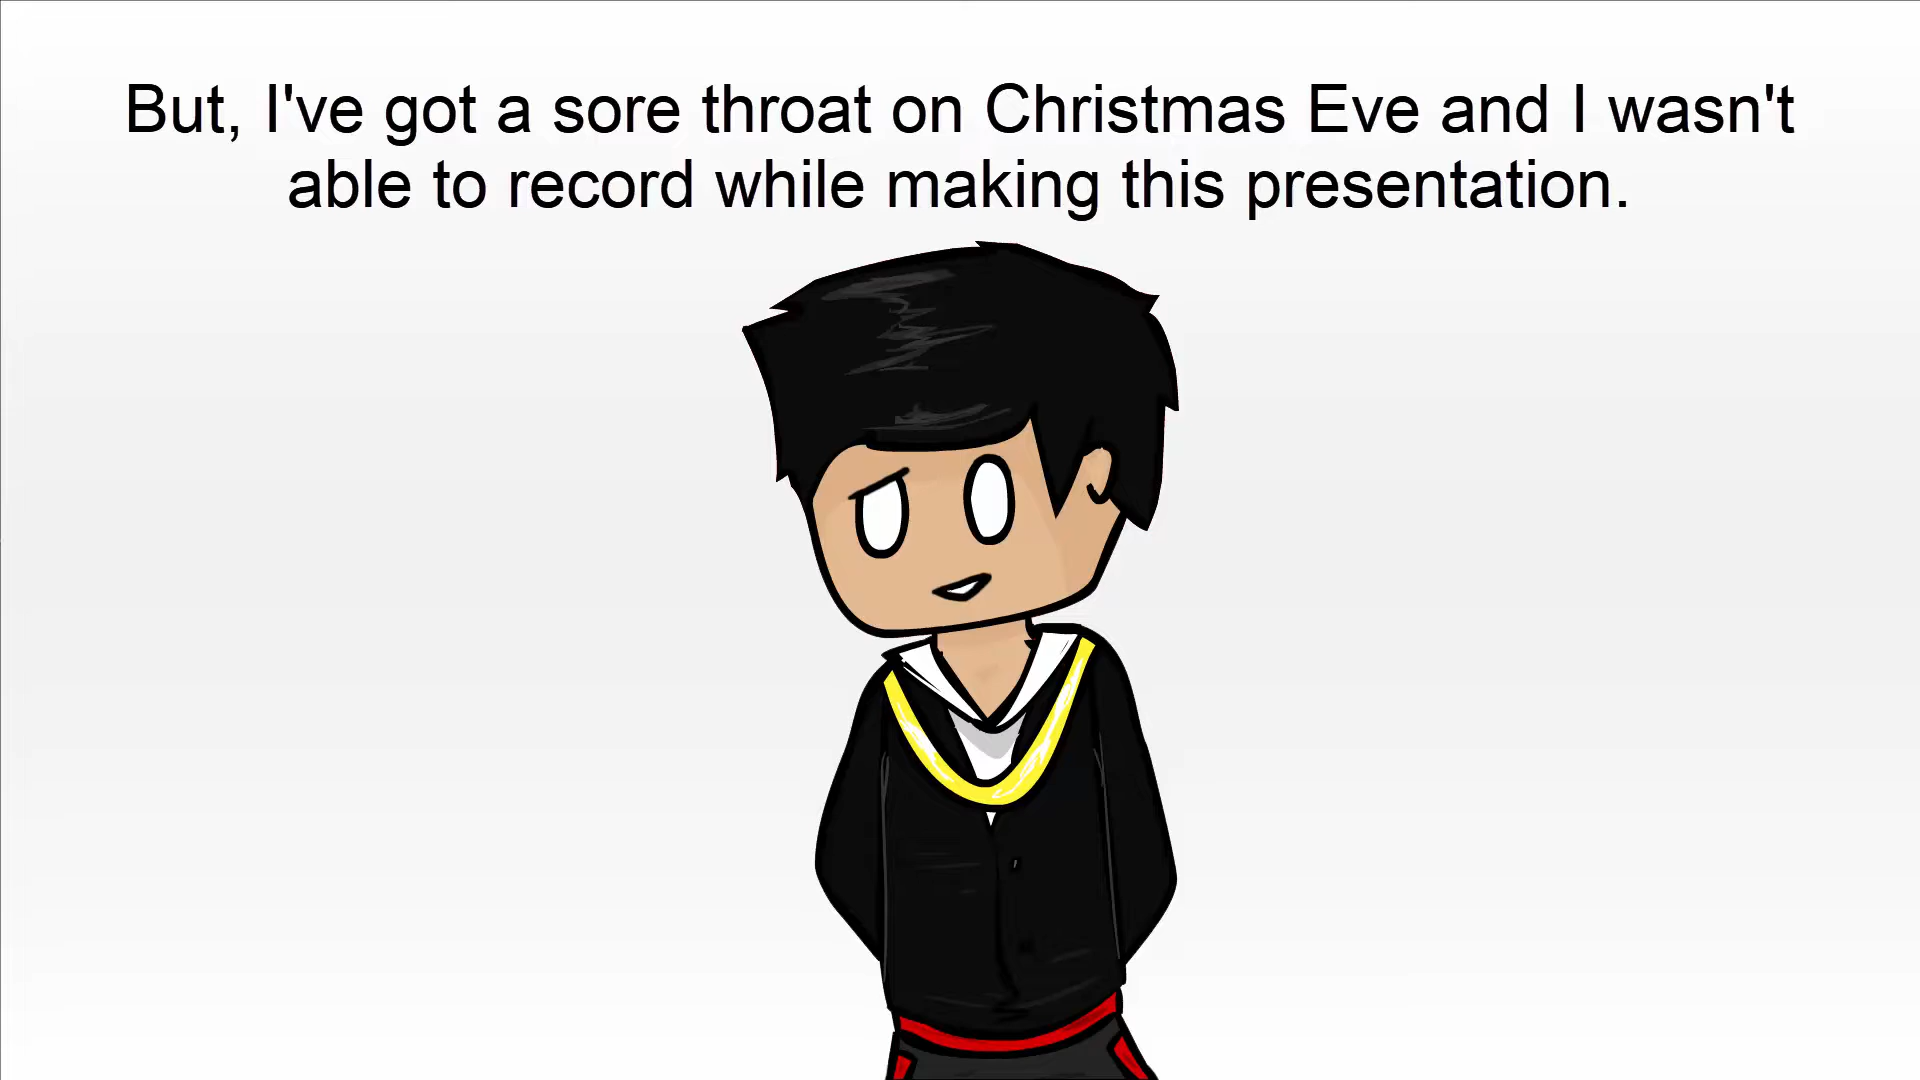 But, I've got a sore throat on Christmas Eve and I wasn't
able to record while making this presentation.